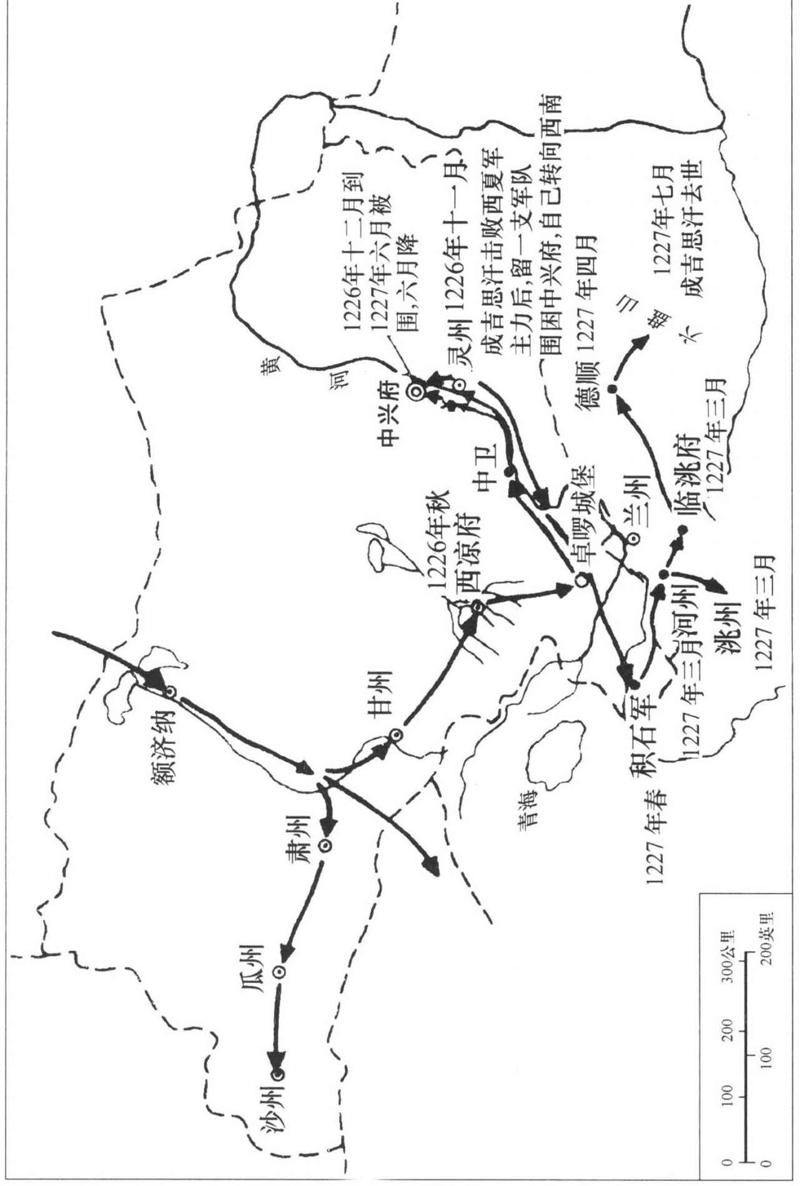 1226年十二月到
1227年六月被
围,六月降
黄
河
中兴府
灵州
1226年十一月
成吉思汗击败西夏军
主力后,留一支军队
围困中兴府,自己转向西南
德顺
1227年四月
六
盘
山
1227年七月
成吉思汗去世
中卫
1226年秋
西凉府
卓啰城堡
兰州
临洮府
1227年三月
额济纳
甘州
河州
1227年三月
洮州
1227年三月
积石军
1227年春
青海
肃州
瓜州
沙州
0 100 200 300公里
0 100 200英里